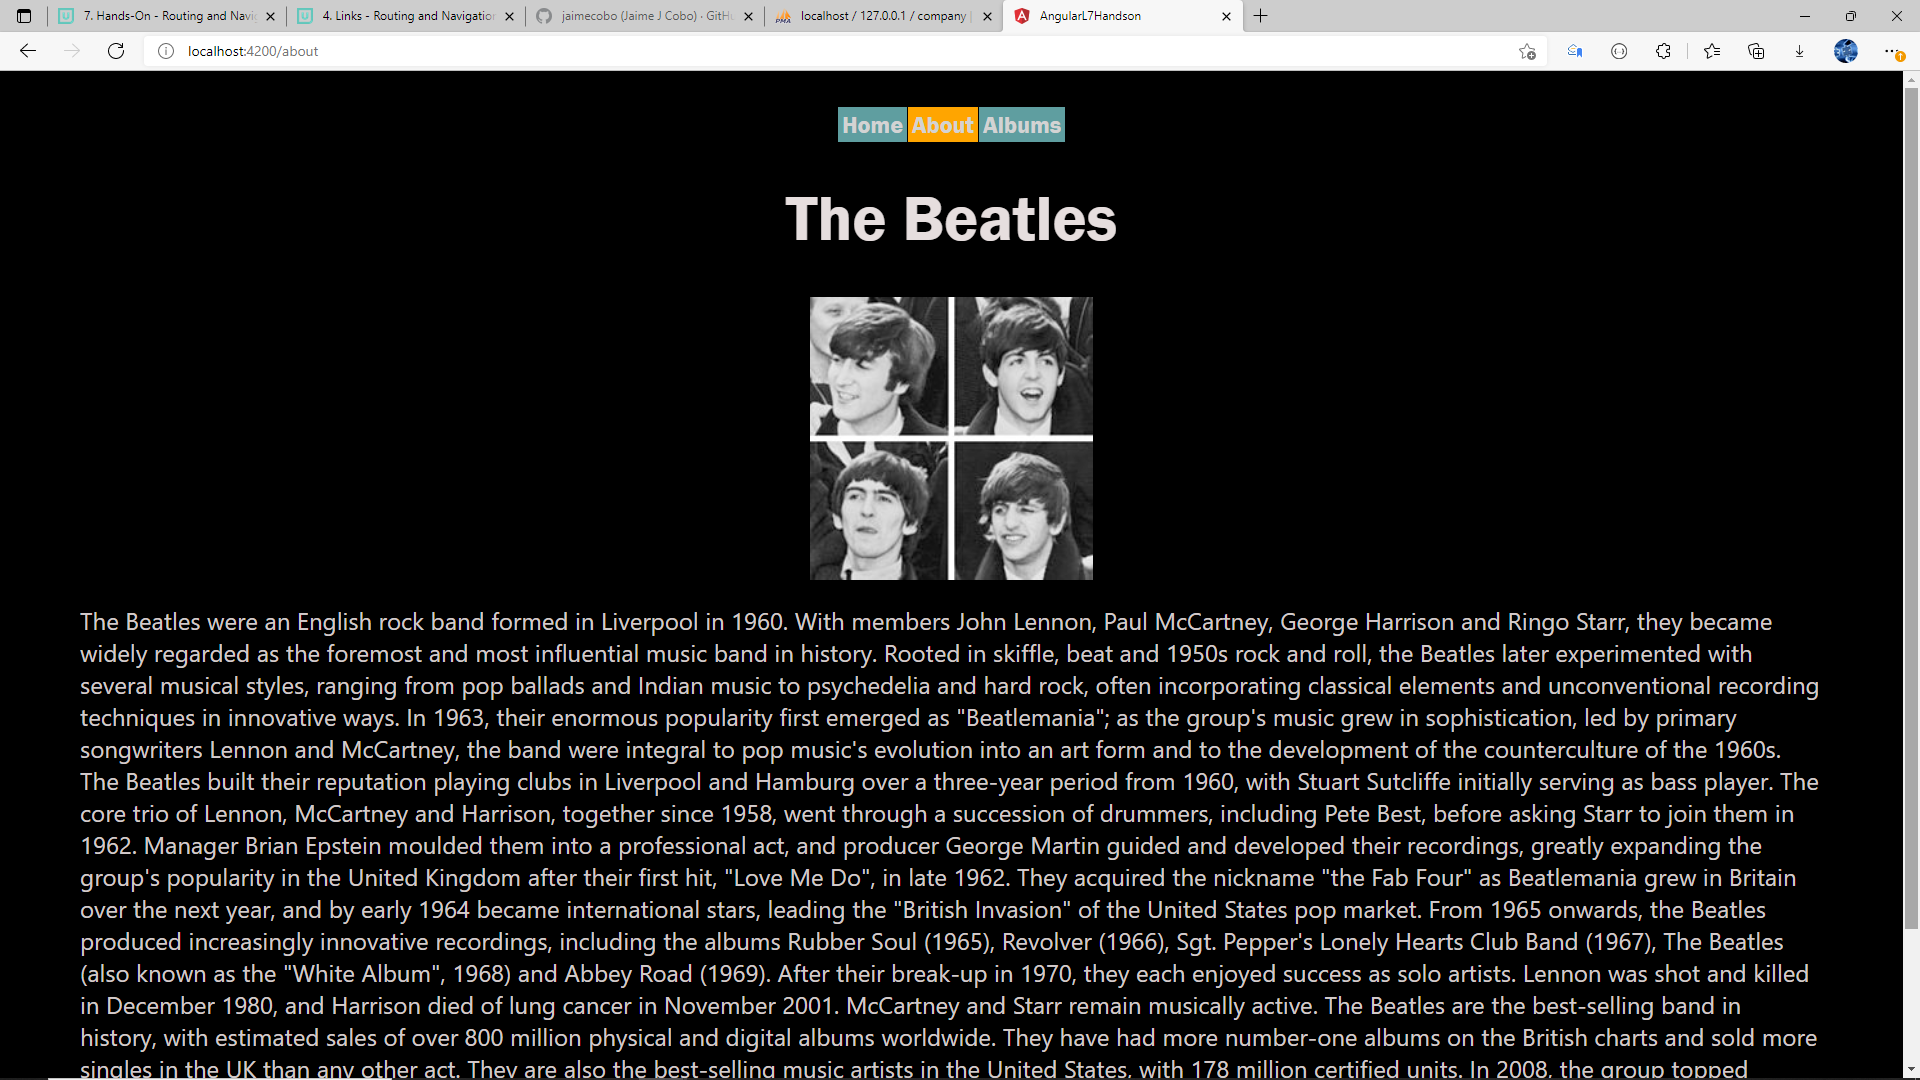 7. Hands-On - Routing and Navig
4. Links - Routing and Navigation
jaimecobo (Jaime J Cobo) · GitHu
localhost / 127.0.0.1 / company |
AngularL7Handson
localhost:4200/about
Home About Albums
The Beatles
The Beatles were an English rock band formed in Liverpool in 1960. With members John Lennon, Paul McCartney, George Harrison and Ringo Starr, they became
widely regarded as the foremost and most influential music band in history. Rooted in skiffle, beat and 1950s rock and roll, the Beatles later experimented with
several musical styles, ranging from pop ballads and Indian music to psychedelia and hard rock, often incorporating classical elements and unconventional recording
techniques in innovative ways. In 1963, their enormous popularity first emerged as "Beatlemania"; as the group's music grew in sophistication, led by primary
songwriters Lennon and McCartney, the band were integral to pop music's evolution into an art form and to the development of the counterculture of the 1960s.
The Beatles built their reputation playing clubs in Liverpool and Hamburg over a three-year period from 1960, with Stuart Sutcliffe initially serving as bass player. The
core trio of Lennon, McCartney and Harrison, together since 1958, went through a succession of drummers, including Pete Best, before asking Starr to join them in
1962. Manager Brian Epstein moulded them into a professional act, and producer George Martin guided and developed their recordings, greatly expanding the
group's popularity in the United Kingdom after their first hit, "Love Me Do", in late 1962. They acquired the nickname "the Fab Four" as Beatlemania grew in Britain
over the next year, and by early 1964 became international stars, leading the "British Invasion" of the United States pop market. From 1965 onwards, the Beatles
produced increasingly innovative recordings, including the albums Rubber Soul (1965), Revolver (1966), Sgt. Pepper's Lonely Hearts Club Band (1967), The Beatles
(also known as the "White Album", 1968) and Abbey Road (1969). After their break-up in 1970, they each enjoyed success as solo artists. Lennon was shot and killed
in December 1980, and Harrison died of lung cancer in November 2001. McCartney and Starr remain musically active. The Beatles are the best-selling band in
history, with estimated sales of over 800 million physical and digital albums worldwide. They have had more number-one albums on the British charts and sold more
singles in the UK than any other act. They are also the best-selling music artists in the United States, with 178 million certified units. In 2008, the group topped